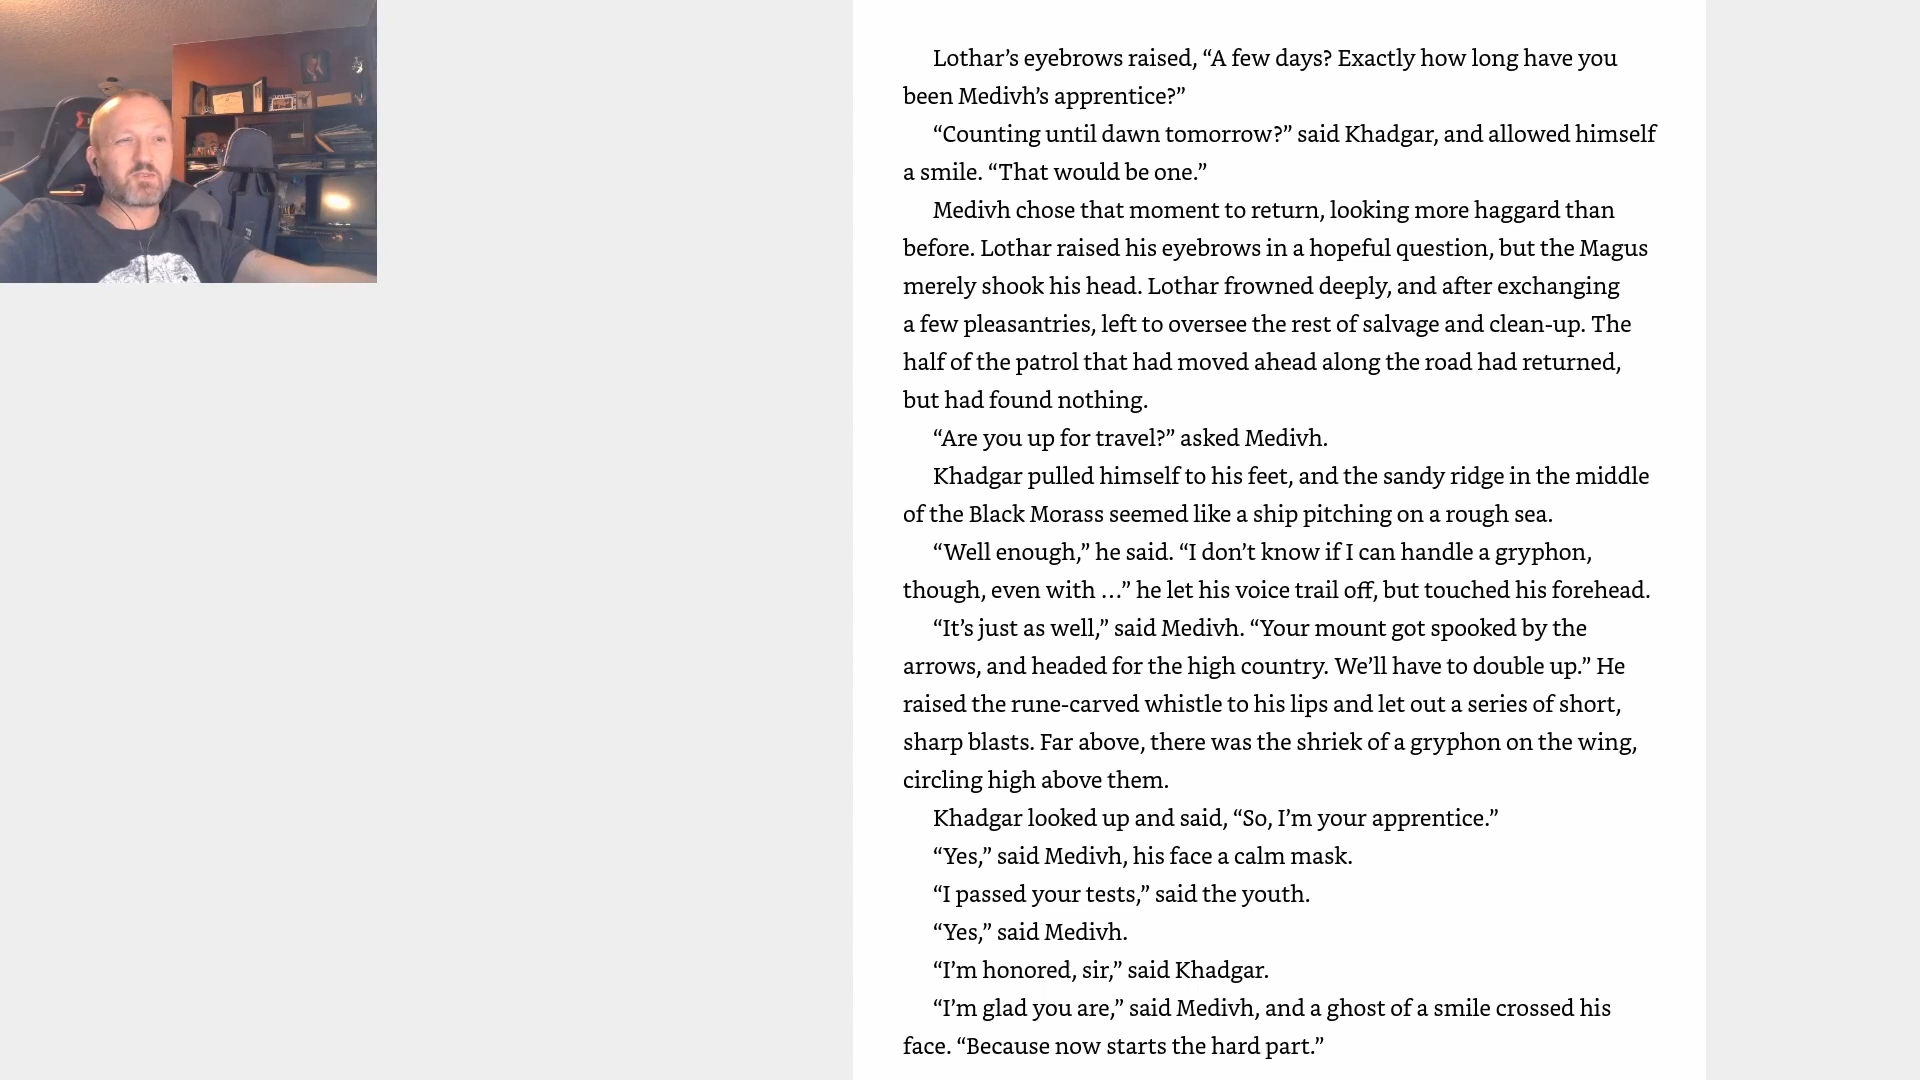 Lothar’s eyebrows raised, “A few days? Exactly how long have you
been Medivh’s apprentice?”
“Counting until dawn tomorrow?” said Khadgar, and allowed himself
a smile. “That would be one.”
Medivh chose that moment to return, looking more haggard than
before. Lothar raised his eyebrows in a hopeful question, but the Magus
merely shook his head. Lothar frowned deeply, and after exchanging
a few pleasantries, left to oversee the rest of salvage and clean-up. The
half of the patrol that had moved ahead along the road had returned,
but had found nothing.
“Are you up for travel?” asked Medivh.
Khadgar pulled himself to his feet, and the sandy ridge in the middle
of the Black Morass seemed like a ship pitching on a rough sea.
“Well enough,” he said. “I don’t know if I can handle a gryphon,
though, even with …” he let his voice trail off, but touched his forehead.
“It’s just as well,” said Medivh. “Your mount got spooked by the
arrows, and headed for the high country. We’ll have to double up.” He
raised the rune-carved whistle to his lips and let out a series of short,
sharp blasts. Far above, there was the shriek of a gryphon on the wing,
circling high above them.
Khadgar looked up and said, “So, I’m your apprentice.”
“Yes,” said Medivh, his face a calm mask.
“I passed your tests,” said the youth.
“Yes,” said Medivh.
“I’m honored, sir,” said Khadgar.
“I’m glad you are,” said Medivh, and a ghost of a smile crossed his
face. “Because now starts the hard part.”